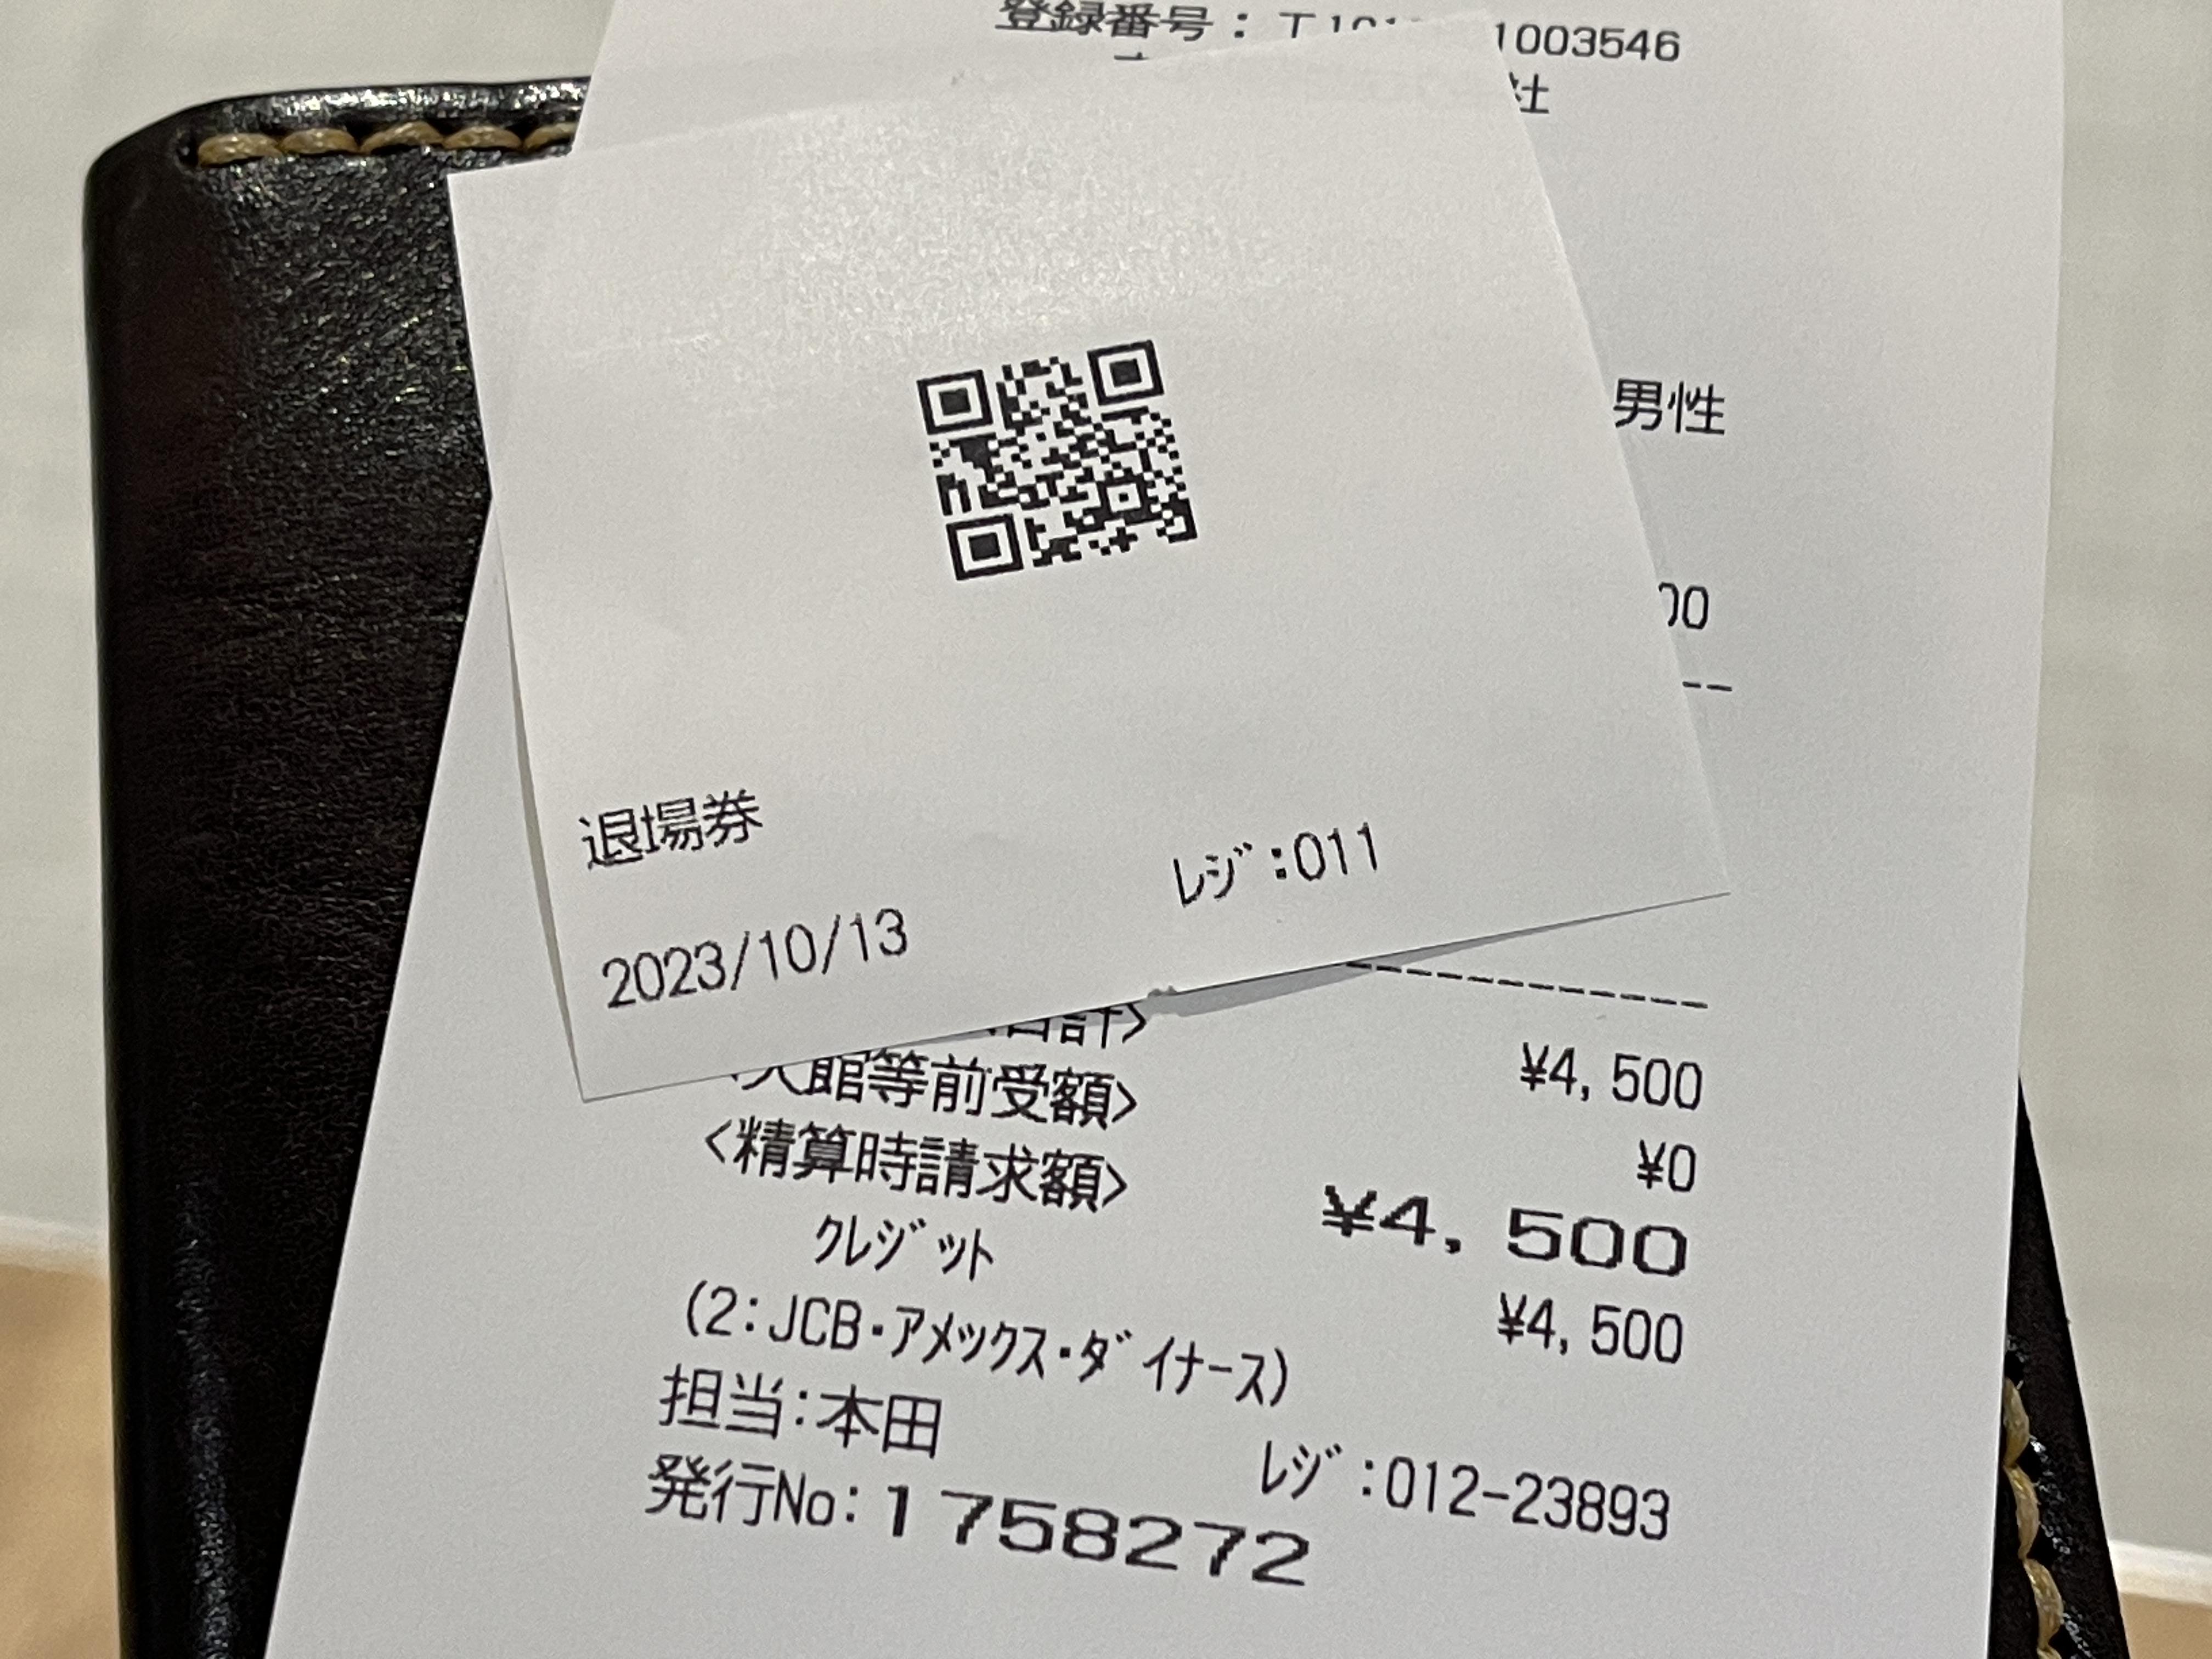 登録番号:
1003546
社
男性
00
退場券
レジ:011
2023/10/13
¥4,500
<入館等前受額>
¥0
<精算時請求額>
¥4,500
クレジット
¥4,500
(2:JCB・アメックス・ダイナース)
担当:本田
レジ:012-23893
発行No:1758272